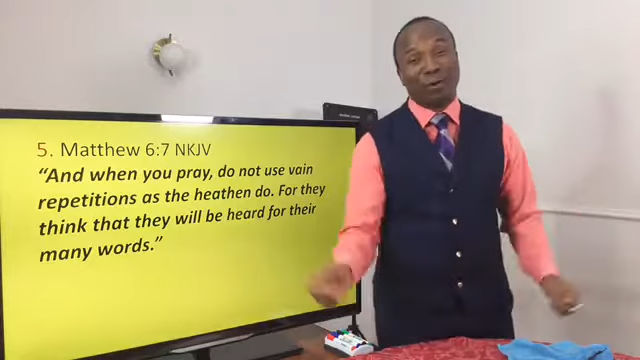 5. Matthew 6:7 NKJV
“And when you pray, do not use vain
repetitions as the heathen do. For they
think that they will be heard for their
many words.”